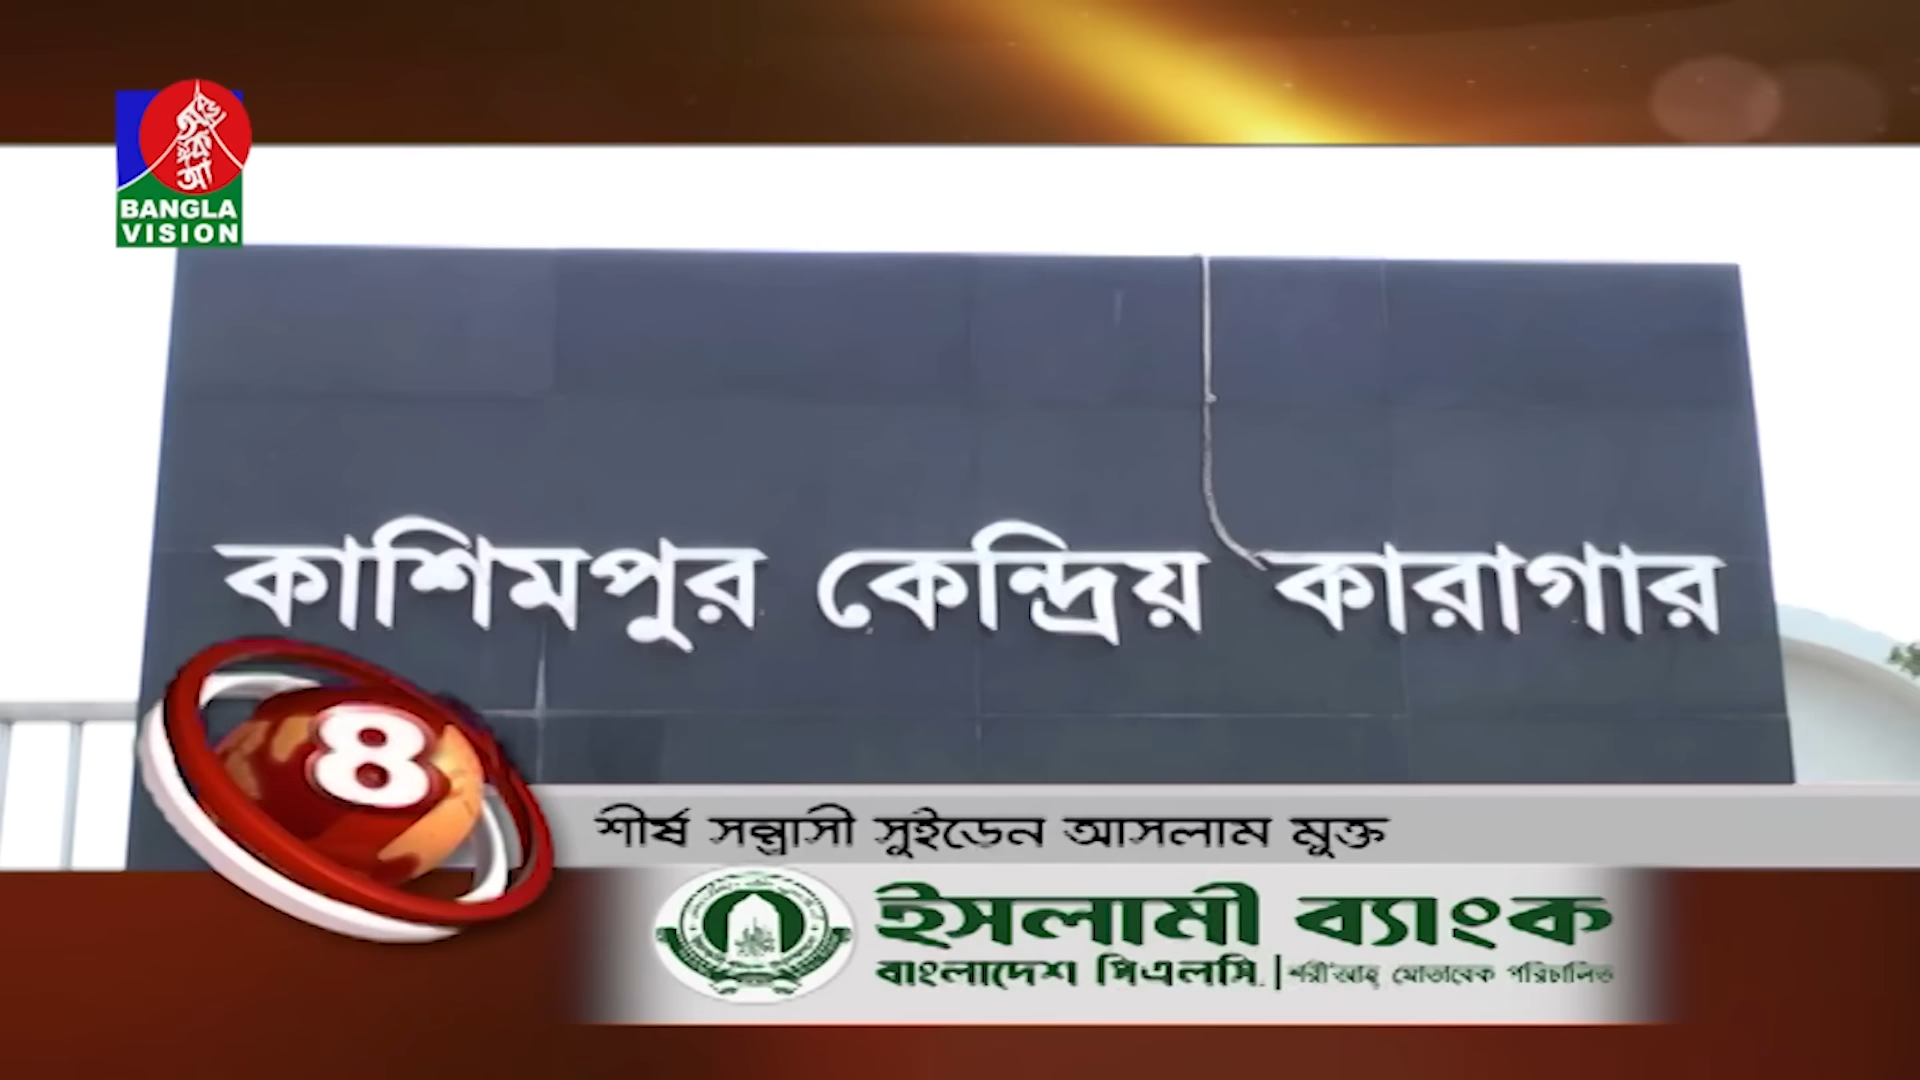 BANGLA
VISION
কাশিমপুর কেন্দ্রিয় কারাগার
৪
শীর্ষ সন্ত্রাসী সুইডেন আসলাম মুক্ত
ইসলামী ব্যাংক
বাংলাদেশ পিএলসি. | শরী'আহ্ মোতাবেক পরিচালিত